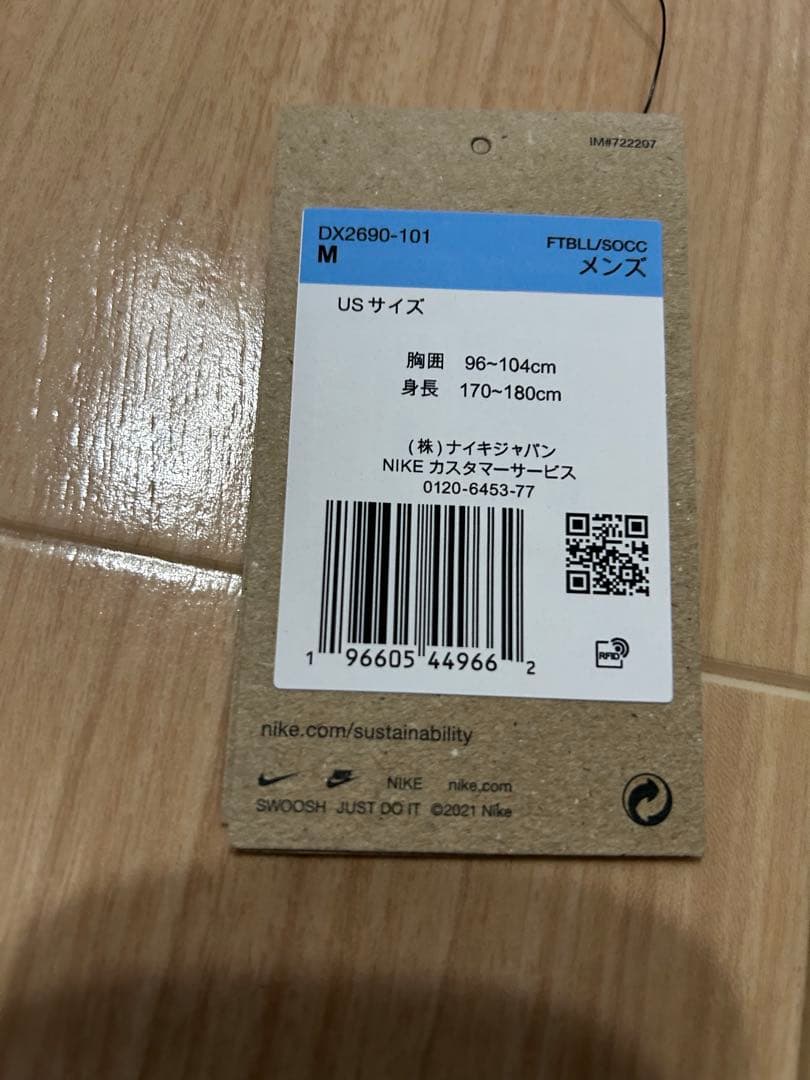 IM#722207
DX2690-101
M
FTBLL/SOCC
メンズ
USサイズ
胸囲 96~104cm
身長 170~180cm
(株)ナイキジャパン
NIKE カスタマーサービス
0120-6453-77
1 96605 44966 2
RFID
nike.com/sustainability
NIKE nike.com
SWOOSH JUST DO IT ©2021 Nike